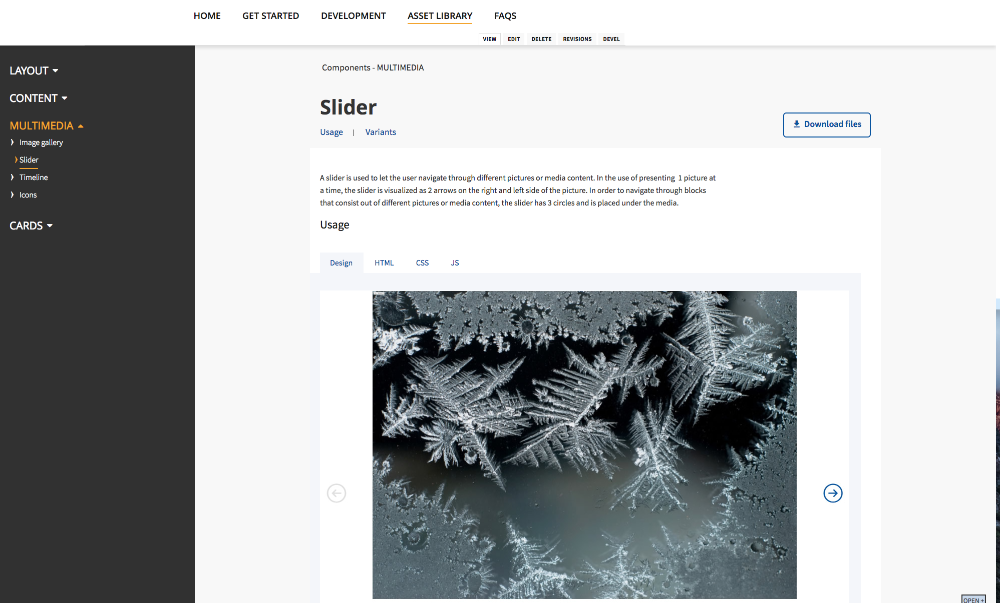 HOME GET STARTED DEVELOPMENT ASSET LIBRARY FAQS
VIEW EDIT DELETE REVISIONS DEVEL
LAYOUT
CONTENT
MULTIMEDIA
Image gallery
Slider
Timeline
Icons
CARDS
Components - MULTIMEDIA
Slider
Usage | Variants
Download files
A slider is used to let the user navigate through different pictures or media content. In the use of presenting 1 picture at
a time, the slider is visualized as 2 arrows on the right and left side of the picture. In order to navigate through blocks
that consist out of different pictures or media content, the slider has 3 circles and is placed under the media.
Usage
Design HTML CSS JS
OPEN +